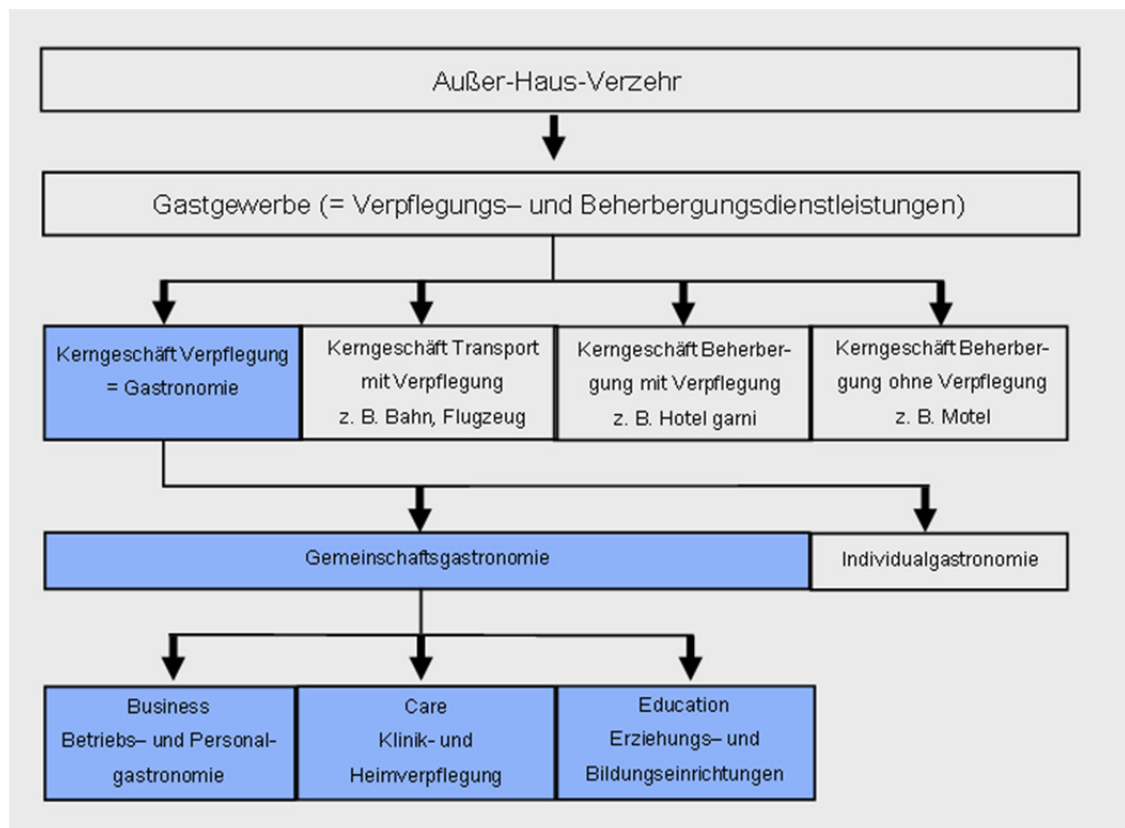 Außer-Haus-Verzehr
Gastgewerbe (= Verpflegungs– und Beherbergungsdienstleistungen)
Kerngeschäft Verpflegung
= Gastronomie
Kerngeschäft Transport
mit Verpflegung
z. B. Bahn, Flugzeug
Kerngeschäft Beherber-
gung mit Verpflegung
z. B. Hotel garni
Kerngeschäft Beherber-
gung ohne Verpflegung
z. B. Motel
Gemeinschaftsgastronomie
Individualgastronomie
Business
Betriebs– und Personal-
gastronomie
Care
Klinik- und
Heimverpflegung
Education
Erziehungs– und
Bildungseinrichtungen